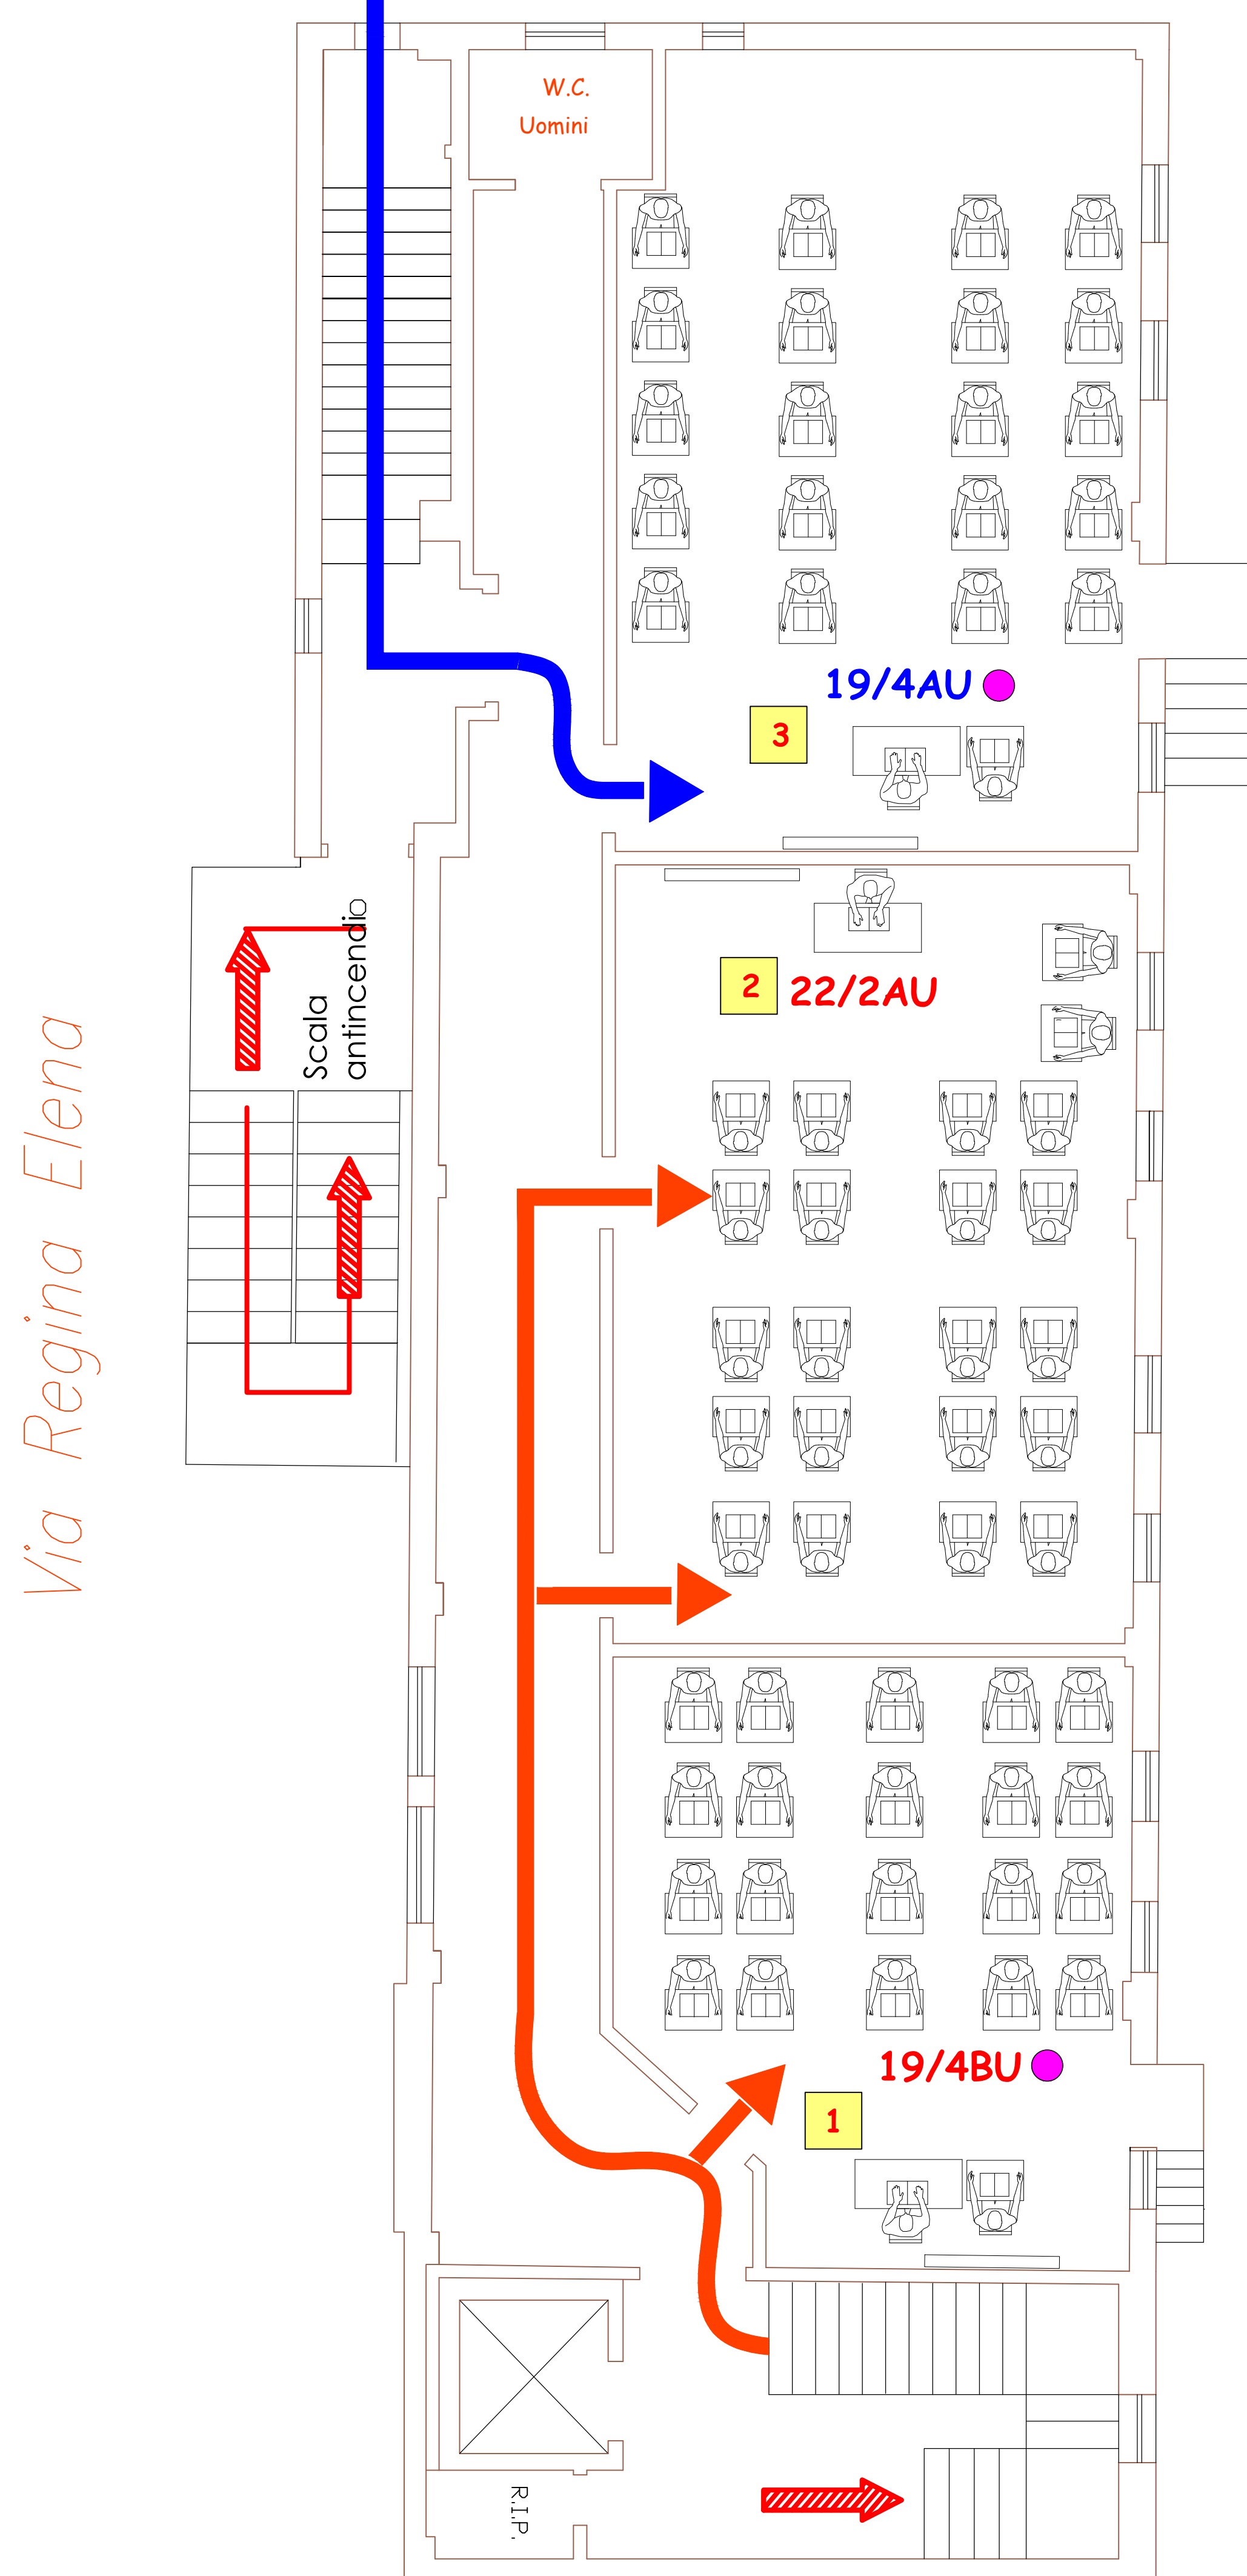 W.C.
Uomini
19/4AU
3
Scala
antincendio
2
22/2AU
Via Regina Elena
19/4BU
1
R.I.P.